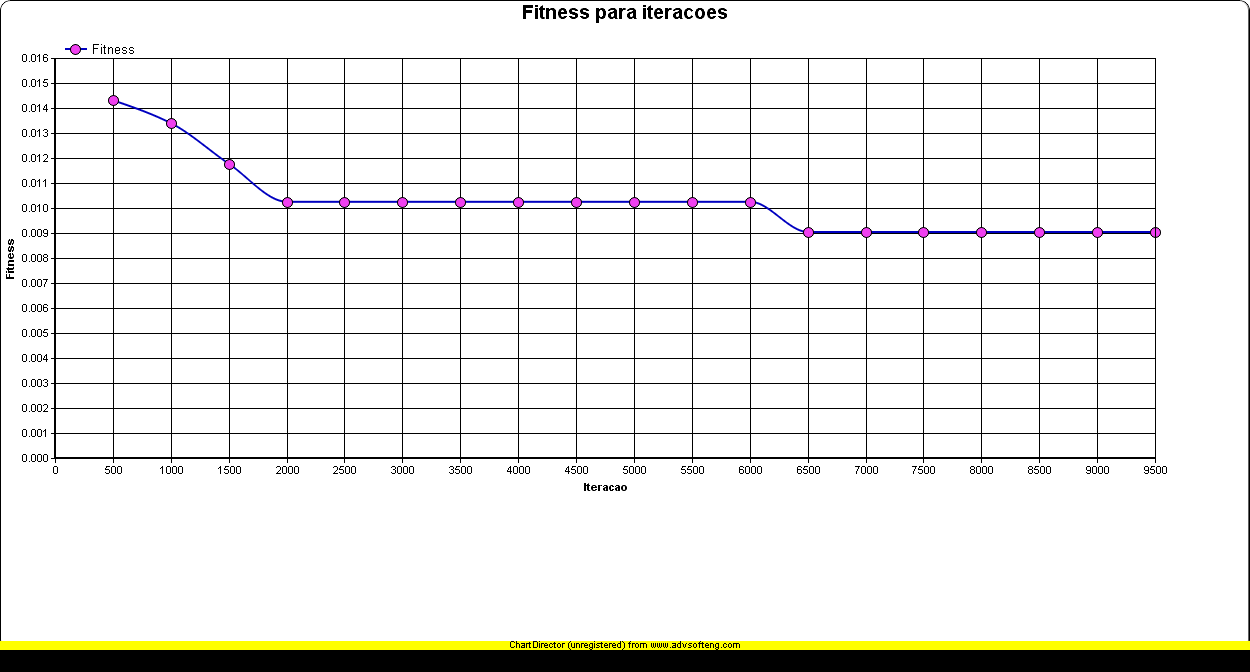 Fitness para iteracoes
Fitness
0.016
0.015
0.014
0.013
0.012
0.011
0.010
0.009
0.008
0.007
0.006
0.005
0.004
0.003
0.002
0.001
0.000
Fitness
0 500 1000 1500 2000 2500 3000 3500 4000 4500 5000 5500 6000 6500 7000 7500 8000 8500 9000 9500
Iteracao
ChartDirector (unregistered) from www.advsofteng.com